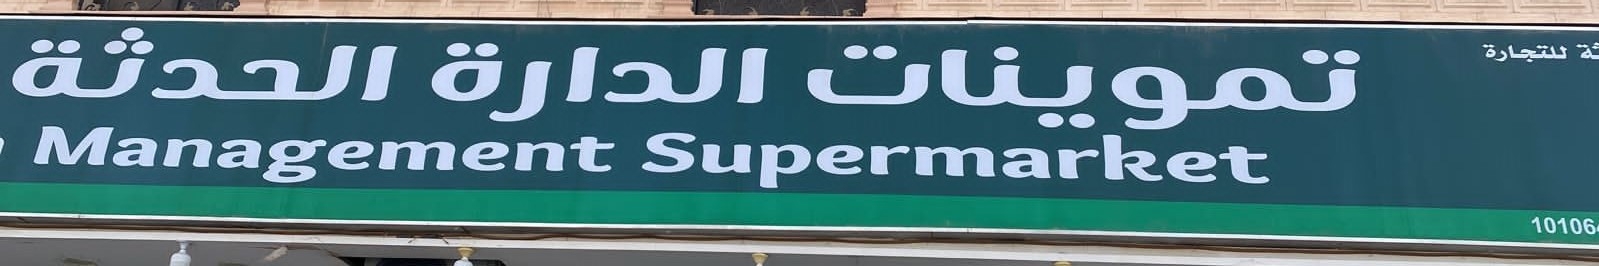 تموينات الدارة الحدثة
للتجارة
Management Supermarket